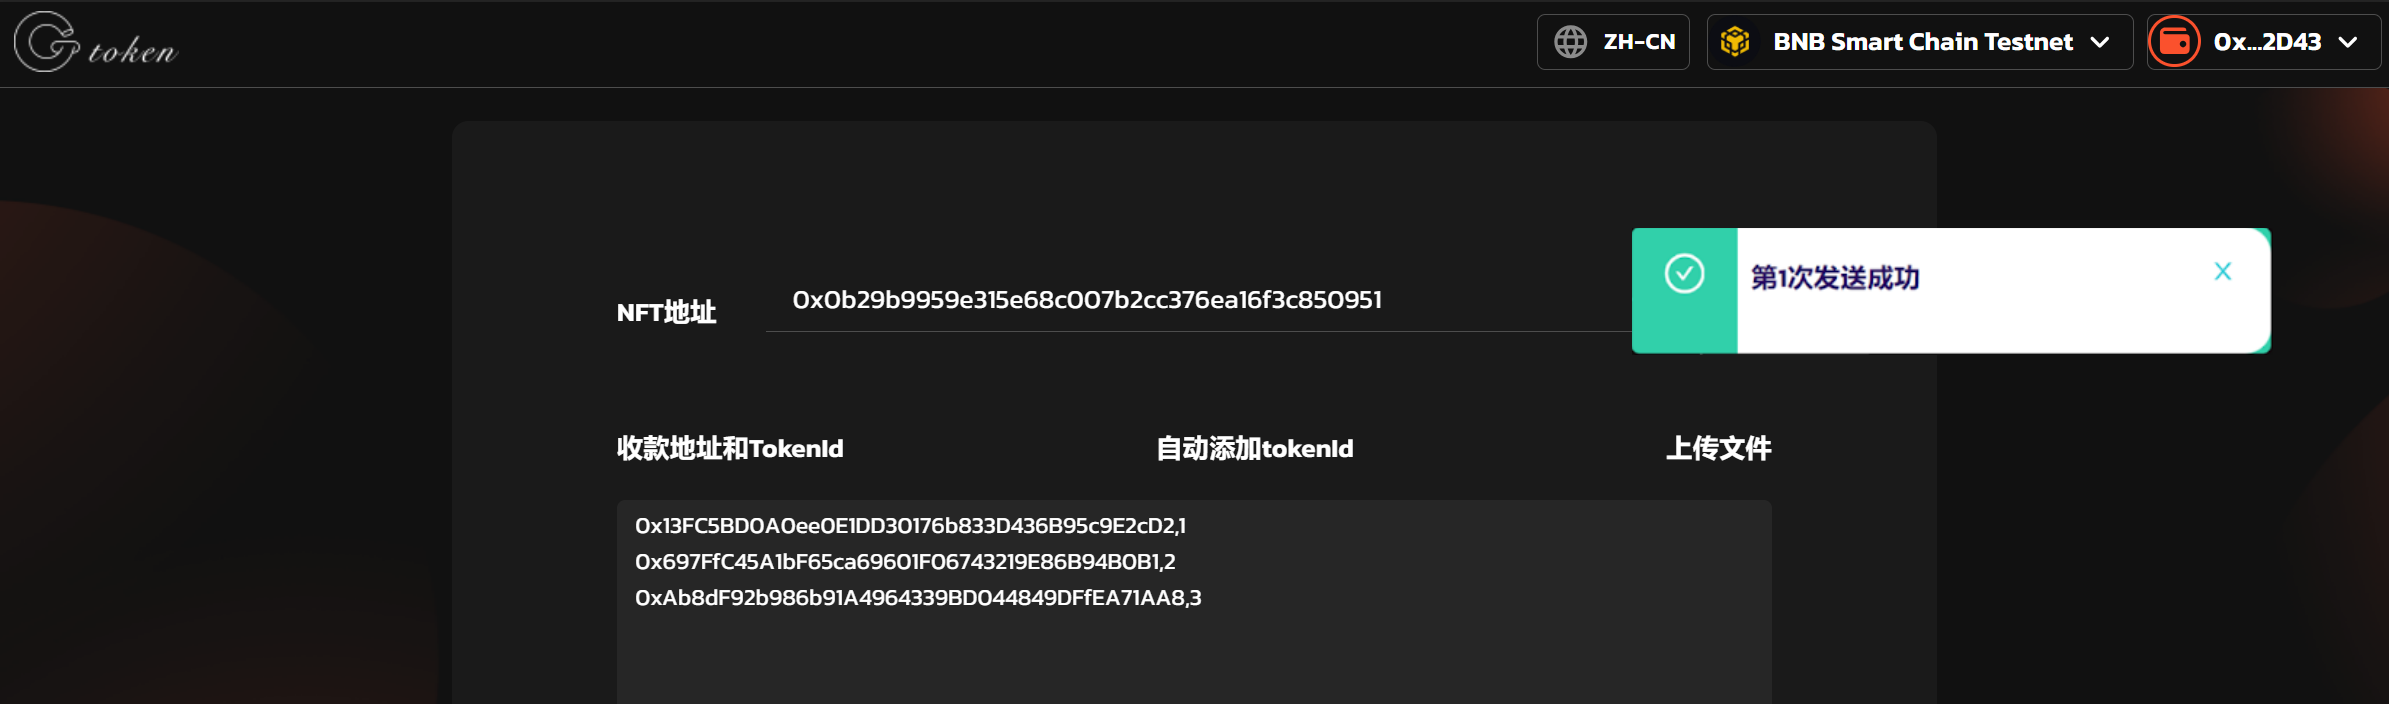 Gtoken
ZH-CN
BNB Smart Chain Testnet
0x...2D43
第1次发送成功
NFT地址
0x0b29b9959e315e68c007b2cc376ea16f3c850951
收款地址和TokenId
自动添加tokenId
上传文件
0x13FC5BD0A0ee0E1DD30176b833D436B95c9E2cD2,1
0x697FfC45A1bF65ca69601F06743219E86B94B0B1,2
0xAb8dF92b986b91A4964339BD044849DFfEA71AA8,3